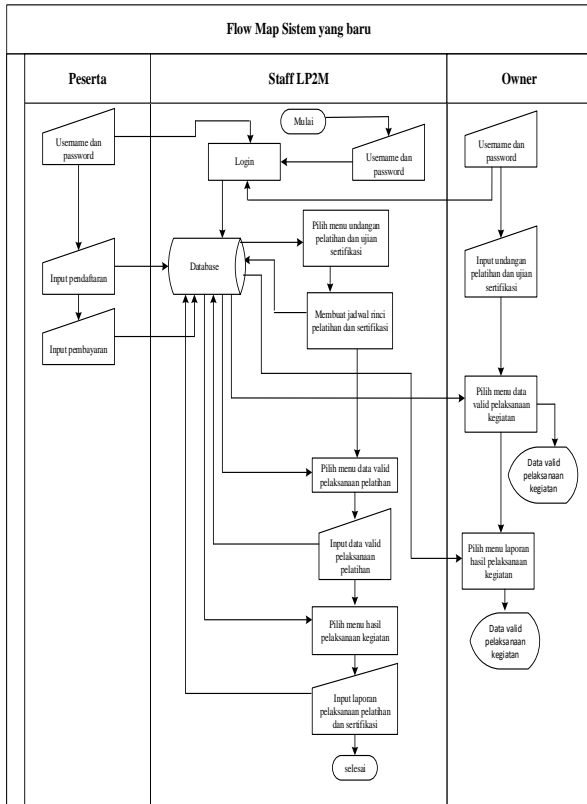 Flow Map Sistem yang baru
Peserta
Staff LP2M
Owner
Username dan
password
Mulai
Login
Username dan
password
Username dan
password
Input pendaftaran
Database
Pilih menu undangan
pelatihan dan ujian
sertifikasi
Input undangan
pelatihan dan ujian
sertifikasi
Input pembayaran
Membuat jadwal rinci
pelatihan dan sertifikasi
Pilih menu data
valid pelaksanaan
kegiatan
Data valid
pelaksanaan
kegiatan
Pilih menu data valid
pelaksanaan pelatihan
Input data valid
pelaksanaan
pelatihan
Pilih menu laporan
hasil pelaksanaan
kegiatan
Pilih menu hasil
pelaksanaan kegiatan
Data valid
pelaksanaan
kegiatan
Input laporan
pelaksanaan pelatihan
dan sertifikasi
selesai